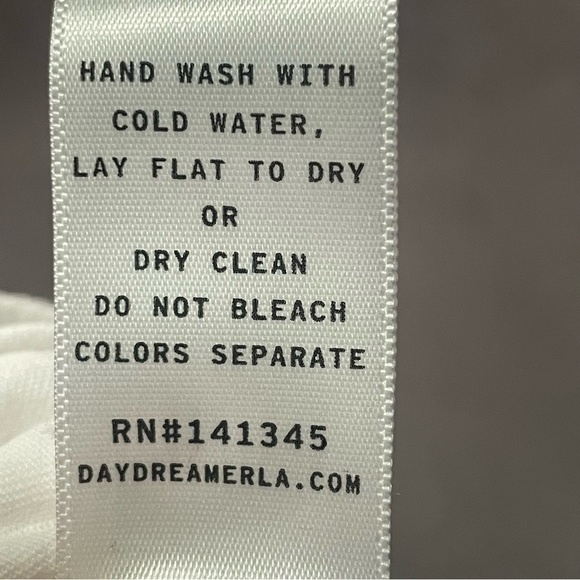 HAND WASH WITH
COLD WATER,
LAY FLAT TO DRY
OR
DRY CLEAN
DO NOT BLEACH
COLORS SEPARATE
RN#141345
DAYDREAMERLA.COM